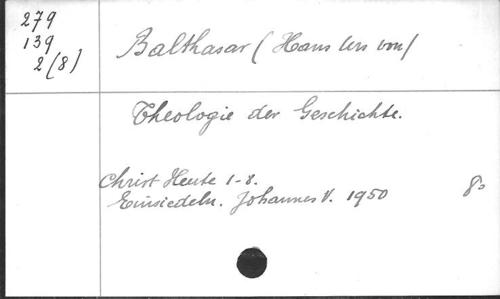 279
139
2 (8)
Balthasar (Hans Urs von)
Theologie der Geschichte.
Christ Heute 1-8.
Einsiedeln. Johannes V. 1950 8°